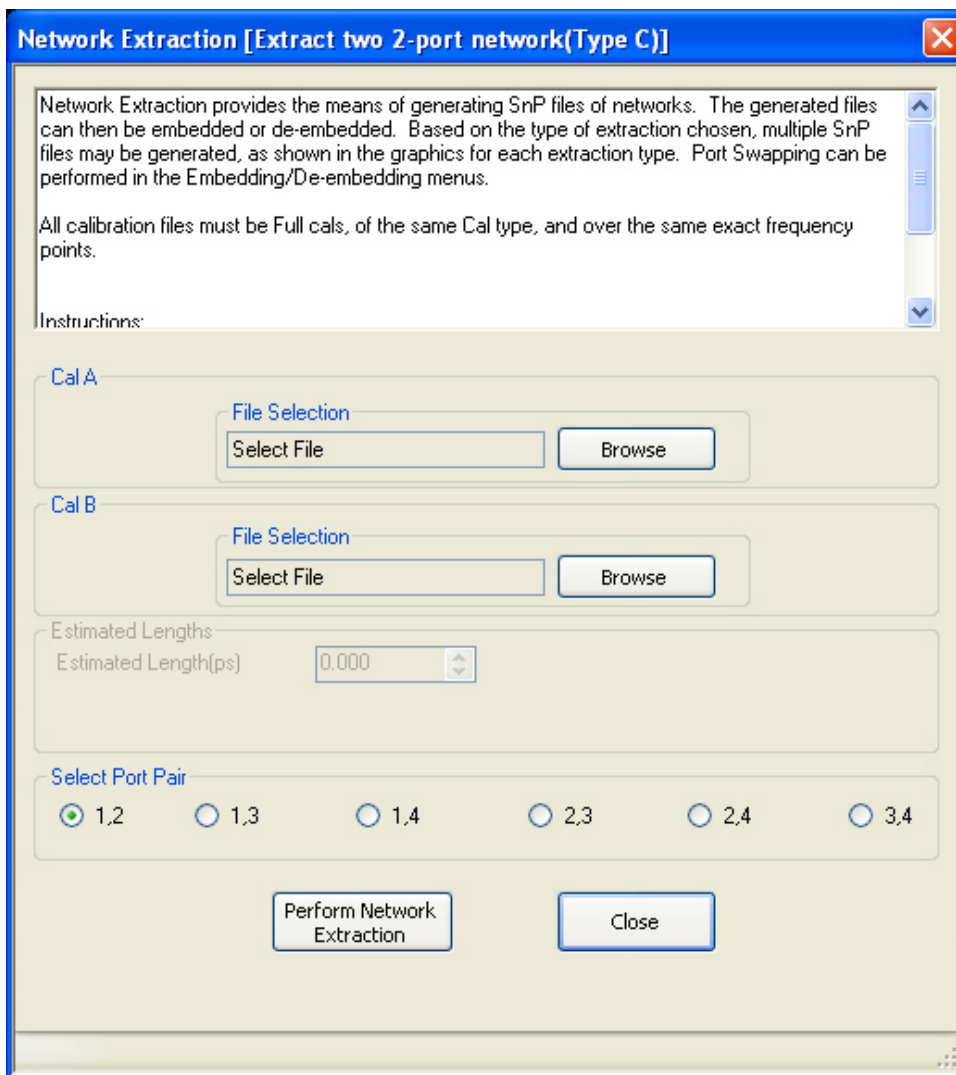 Network Extraction [Extract two 2-port network(Type C)]
Network Extraction provides the means of generating SnP files of networks. The generated files
can then be embedded or de-embedded. Based on the type of extraction chosen, multiple SnP
files may be generated, as shown in the graphics for each extraction type. Port Swapping can be
performed in the Embedding/De-embedding menus.
All calibration files must be Full cals, of the same Cal type, and over the same exact frequency
points.
Instructions:
Cal A
File Selection
Select File Browse
Cal B
File Selection
Select File Browse
Estimated Lengths
Estimated Length(ps) 0.000
Select Port Pair
1,2 1,3 1,4 2,3 2,4 3,4
Perform Network
Extraction
Close